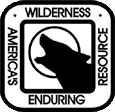 · WILDERNESS ·
AMERICA'S
RESOURCE
ENDURING